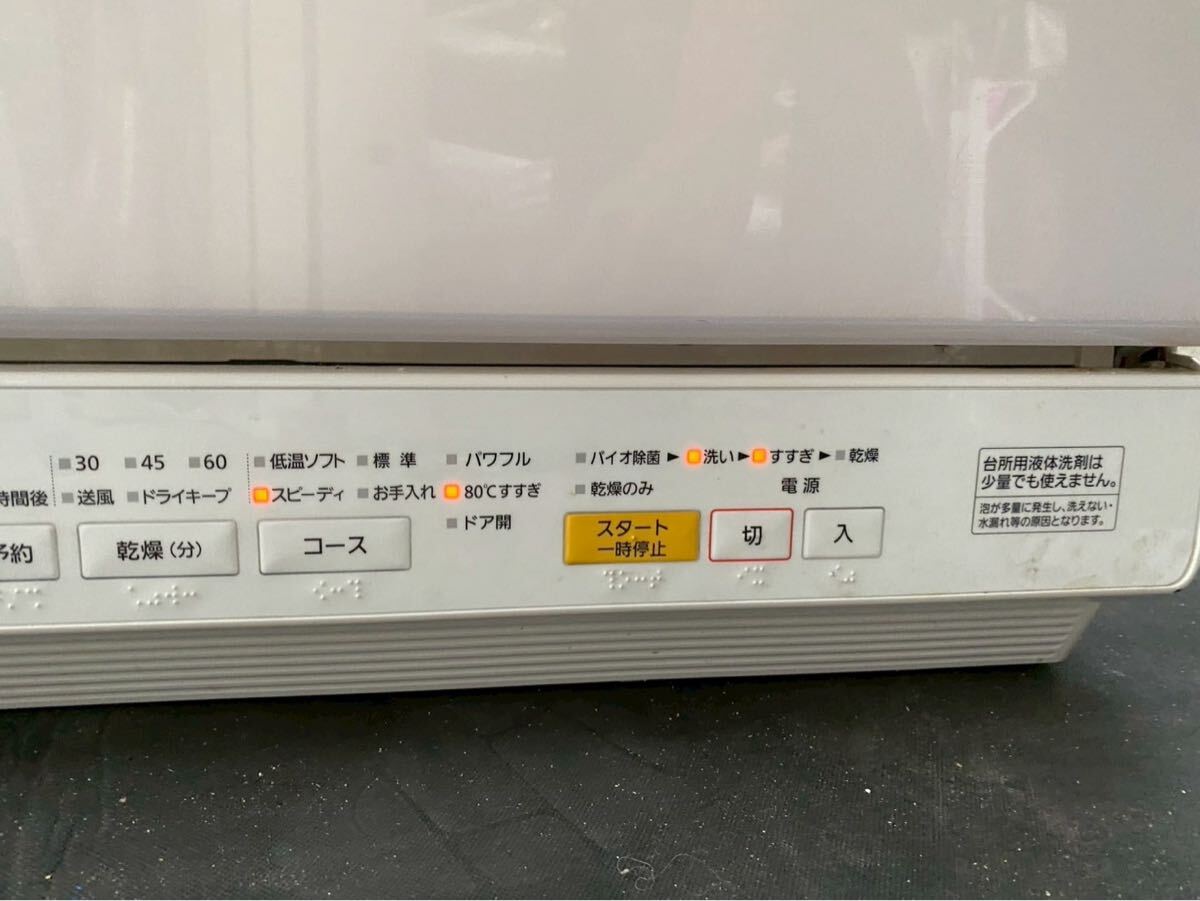 30 45 60 低温ソフト 標準 パワフル
バイオ除菌 ► 洗い ► すすぎ ► 乾燥
時間後 送風 ドライキープ スピーディ お手入れ 80℃すすぎ
乾燥のみ 電源
ドア開
予約 乾燥(分) コース
スタート
一時停止
切 入
台所用液体洗剤は
少量でも使えません。
泡が多量に発生し、洗えない・
水漏れ等の原因となります。